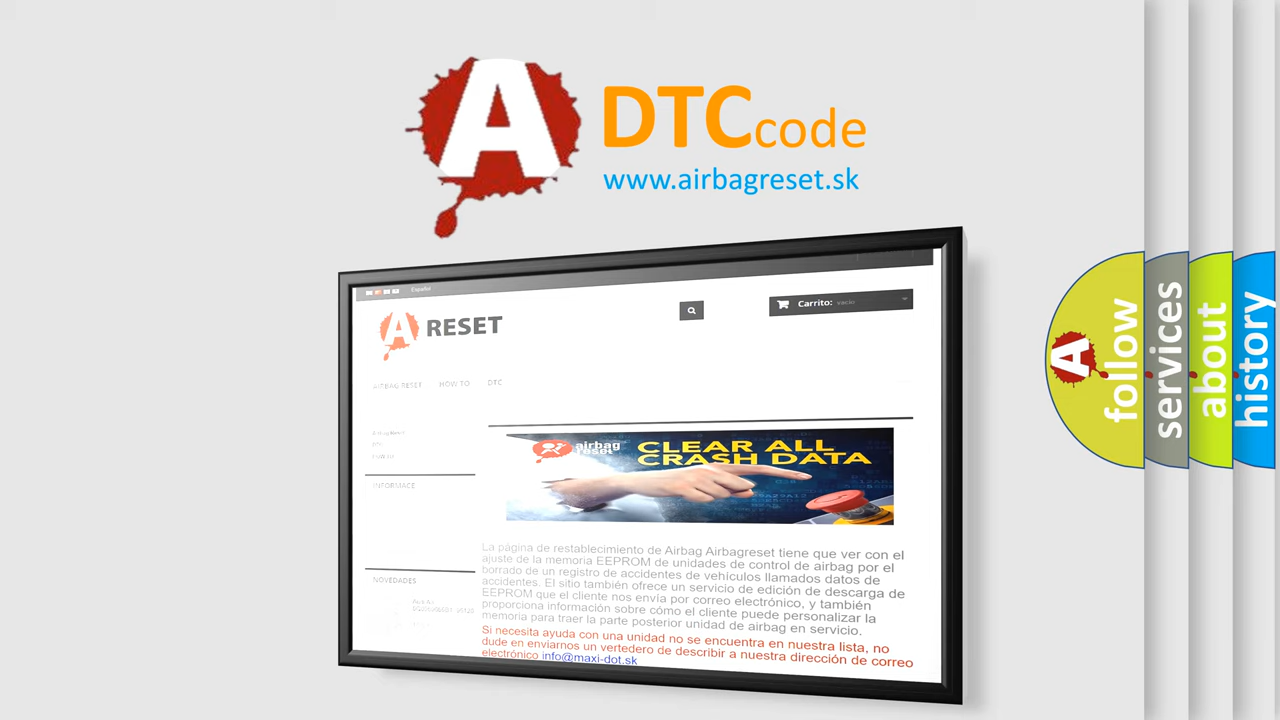 A DTCcode
www.airbagreset.sk
Español
A RESET
Carrito: vacío
AIRBAG RESET HOW TO DTC
INFORMACE
NOVEDADES
airbag
reset
CLEAR ALL
CRASH DATA
La página de restablecimiento de Airbag Airbagreset tiene que ver con el
ajuste de la memoria EEPROM de unidades de control de airbag por el
borrado de un registro de accidentes de vehículos llamados datos de
accidentes. El sitio también ofrece un servicio de edición de descarga de
EEPROM que el cliente nos envía por correo electrónico, y también
proporciona información sobre cómo el cliente puede personalizar la
memoria para traer la parte posterior unidad de airbag en servicio.
Si necesita ayuda con una unidad no se encuentra en nuestra lista, no
dude en enviarnos un vertedero de describir a nuestra dirección de correo
electrónico info@maxi-dot.sk
A follow
services
about
history